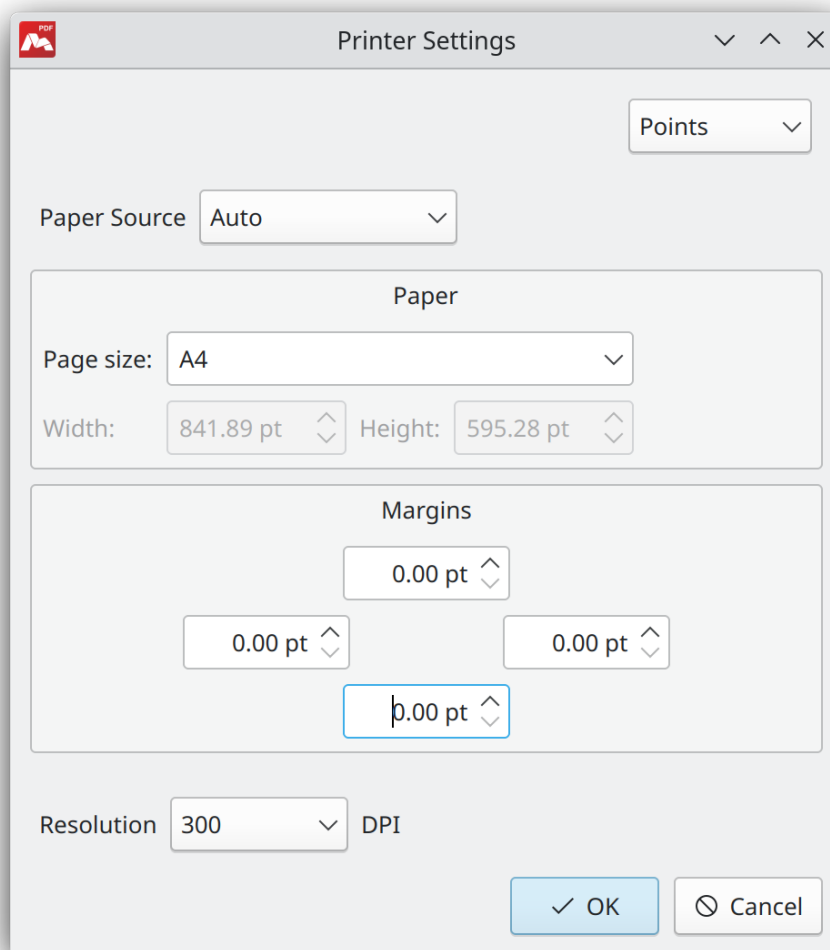 PDF
Printer Settings
Points
Paper Source Auto
Paper
Page size: A4
Width: 841.89 pt Height: 595.28 pt
Margins
0.00 pt
0.00 pt 0.00 pt
0.00 pt
Resolution 300 DPI
OK Cancel